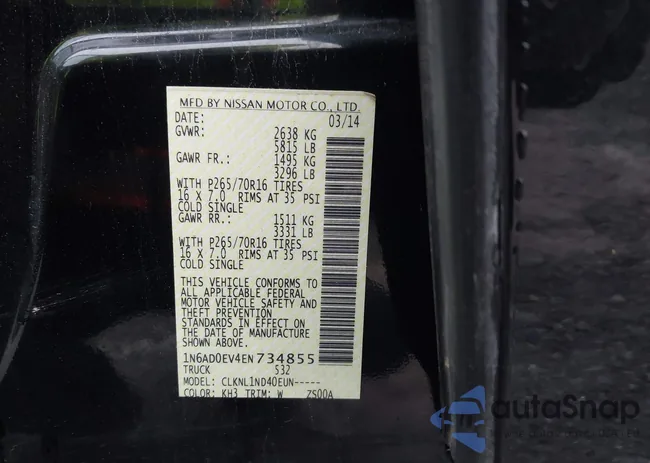 MFD BY NISSAN MOTOR CO., LTD.
DATE: 03/14
GVWR: 2638 KG
5815 LB
GAWR FR.: 1495 KG
3296 LB
WITH P265/70R16 TIRES
16 X 7.0 RIMS AT 35 PSI
COLD SINGLE
GAWR RR.: 1511 KG
3331 LB
WITH P265/70R16 TIRES
16 X 7.0 RIMS AT 35 PSI
COLD SINGLE
THIS VEHICLE CONFORMS TO
ALL APPLICABLE FEDERAL
MOTOR VEHICLE SAFETY AND
THEFT PREVENTION
STANDARDS IN EFFECT ON
THE DATE OF MANUFACTURE
SHOWN ABOVE.
1N6AD0EV4EN734855
TRUCK 532
MODEL: CLKNL1ND40EUN-----
COLOR: KH3 TRIM: W ZS00A
autaSnap